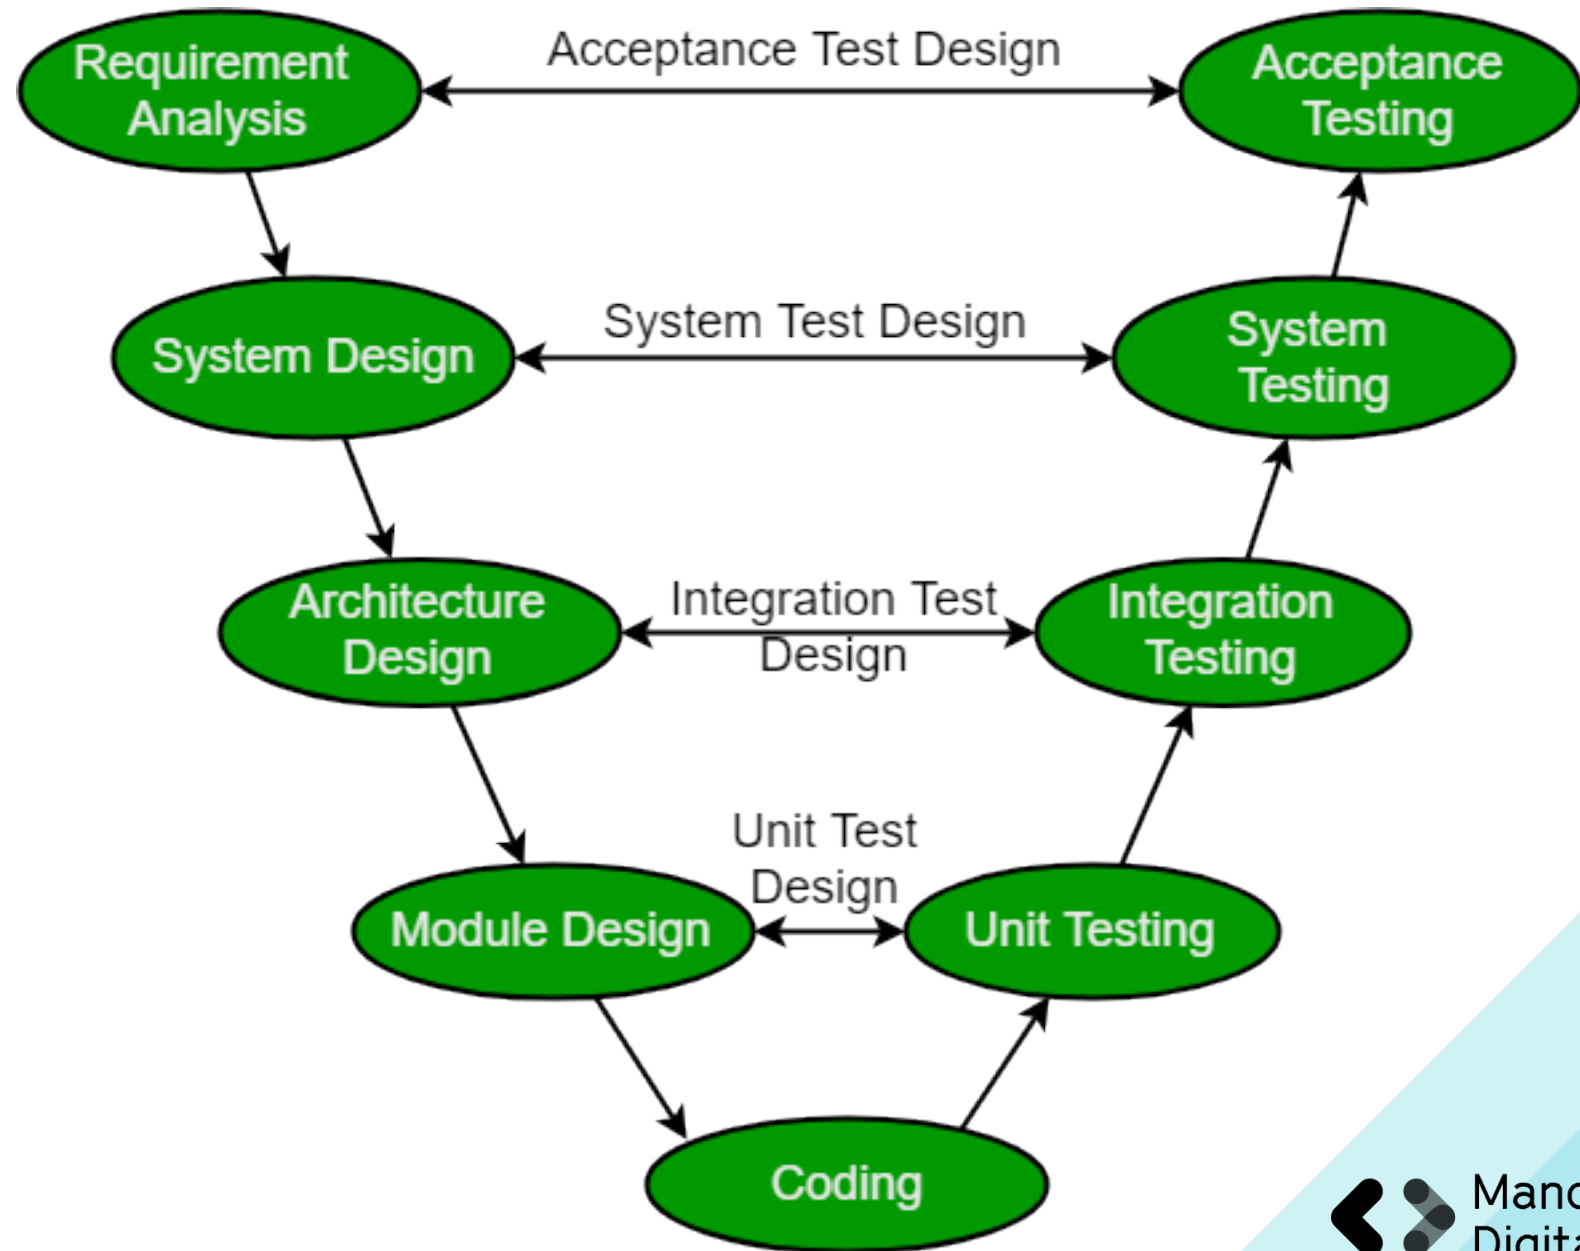 Requirement
Analysis
Acceptance Test Design
Acceptance
Testing
System Design
System Test Design
System
Testing
Architecture
Design
Integration Test
Design
Integration
Testing
Unit Test
Design
Module Design
Unit Testing
Coding